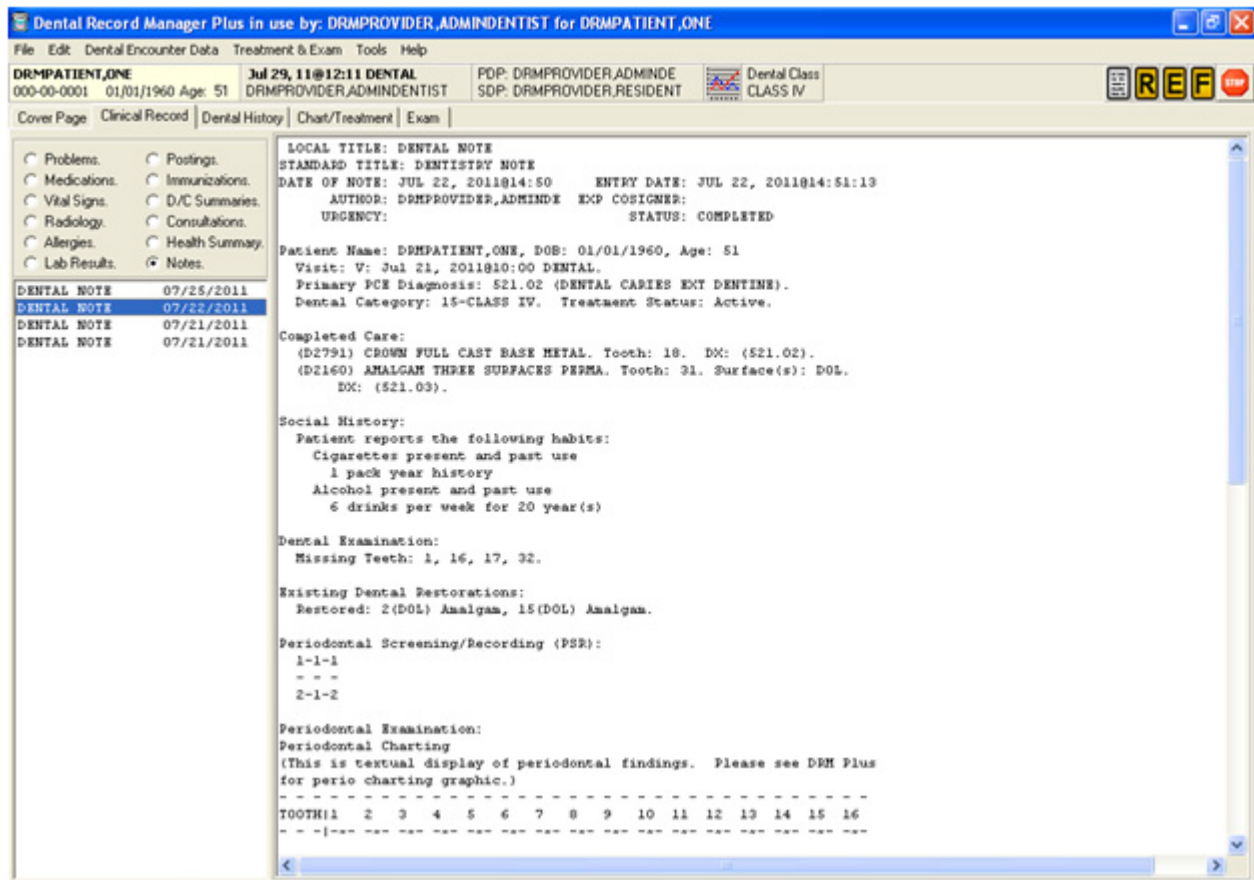 Dental Record Manager Plus in use by: DRMPROVIDER,ADMINDENTIST for DRMPATIENT,ONE
File Edit Dental Encounter Data Treatment & Exam Tools Help
DRMPATIENT,ONE
000-00-0001 01/01/1960 Age: 51
Jul 29, 11@12:11 DENTAL
DRMPROVIDER,ADMINDENTIST
PDP: DRMPROVIDER,ADMINDE
SDP: DRMPROVIDER,RESIDENT
Dental Class
CLASS IV
R E F STOP
Cover Page Clinical Record Dental History Chart/Treatment Exam
Problems. Postings.
Medications. Immunizations.
Vital Signs. D/C Summaries.
Radiology. Consultations.
Allergies. Health Summary.
Lab Results. Notes.
DENTAL NOTE 07/25/2011
DENTAL NOTE 07/22/2011
DENTAL NOTE 07/21/2011
DENTAL NOTE 07/21/2011
LOCAL TITLE: DENTAL NOTE
STANDARD TITLE: DENTISTRY NOTE
DATE OF NOTE: JUL 22, 2011@14:50 ENTRY DATE: JUL 22, 2011@14:51:13
AUTHOR: DRMPROVIDER,ADMINDE EXP COSIGNER:
URGENCY: STATUS: COMPLETED
Patient Name: DRMPATIENT,ONE, DOB: 01/01/1960, Age: 51
Visit: V: Jul 21, 2011@10:00 DENTAL.
Primary PCE Diagnosis: 521.02 (DENTAL CARIES EXT DENTINE).
Dental Category: 15-CLASS IV. Treatment Status: Active.
Completed Care:
(D2791) CROWN FULL CAST BASE METAL. Tooth: 18. DX: (521.02).
(D2160) AMALGAM THREE SURFACES PERMA. Tooth: 31. Surface(s): DOL.
DX: (521.03).
Social History:
Patient reports the following habits:
Cigarettes present and past use
1 pack year history
Alcohol present and past use
6 drinks per week for 20 year(s)
Dental Examination:
Missing Teeth: 1, 16, 17, 32.
Existing Dental Restorations:
Restored: 2(DOL) Amalgam, 15(DOL) Amalgam.
Periodontal Screening/Recording (PSR):
1-1-1
- - -
2-1-2
Periodontal Examination:
Periodontal Charting
(This is textual display of periodontal findings. Please see DRM Plus
for perio charting graphic.)
TOOTH|1 2 3 4 5 6 7 8 9 10 11 12 13 14 15 16